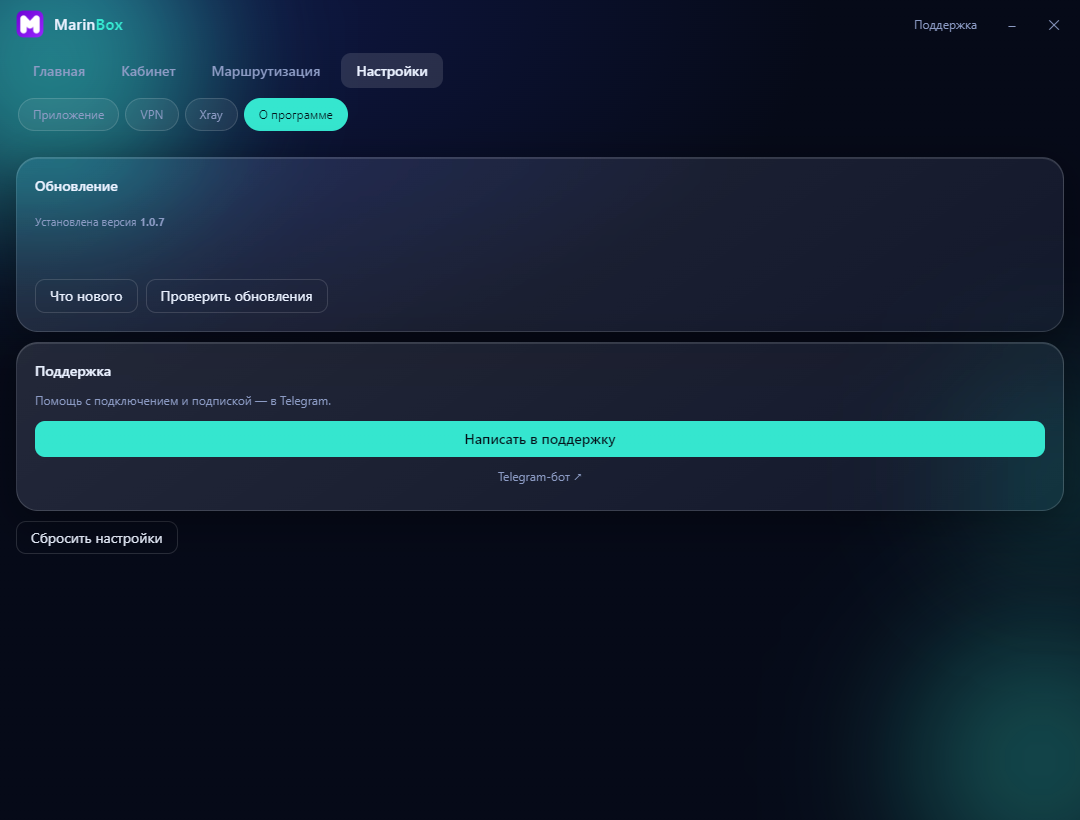 MarinBox
Поддержка
Главная Кабинет Маршрутизация Настройки
Приложение VPN Xray О программе
Обновление
Установлена версия 1.0.7
Что нового Проверить обновления
Поддержка
Помощь с подключением и подпиской — в Telegram.
Написать в поддержку
Telegram-бот ↗
Сбросить настройки